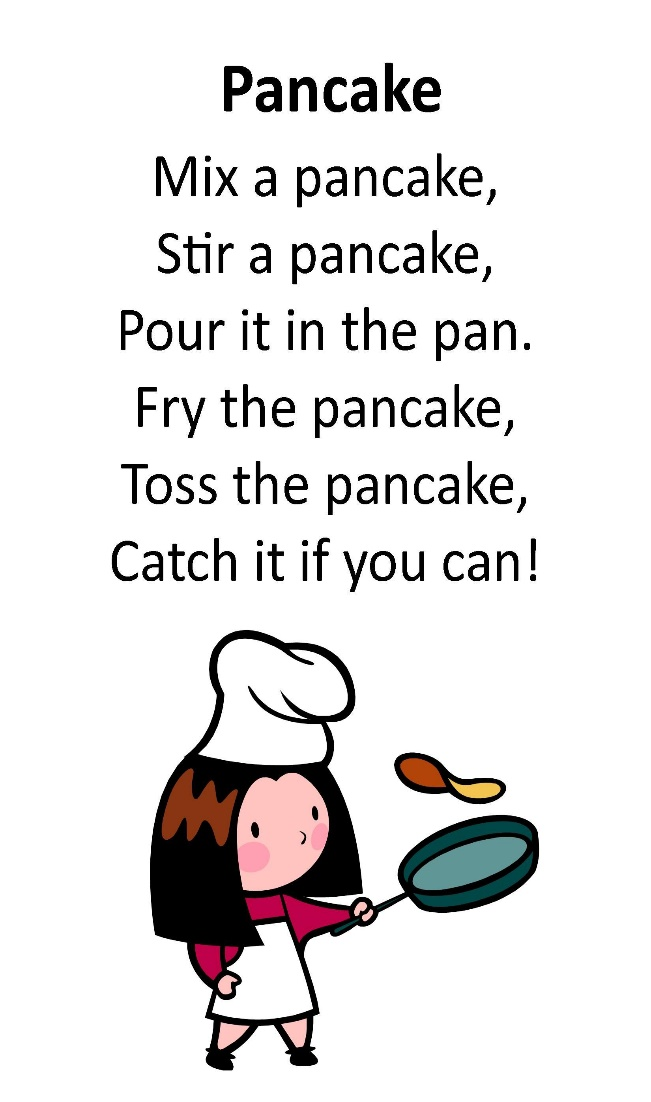 Pancake
Mix a pancake,
Stir a pancake,
Pour it in the pan.
Fry the pancake,
Toss the pancake,
Catch it if you can!